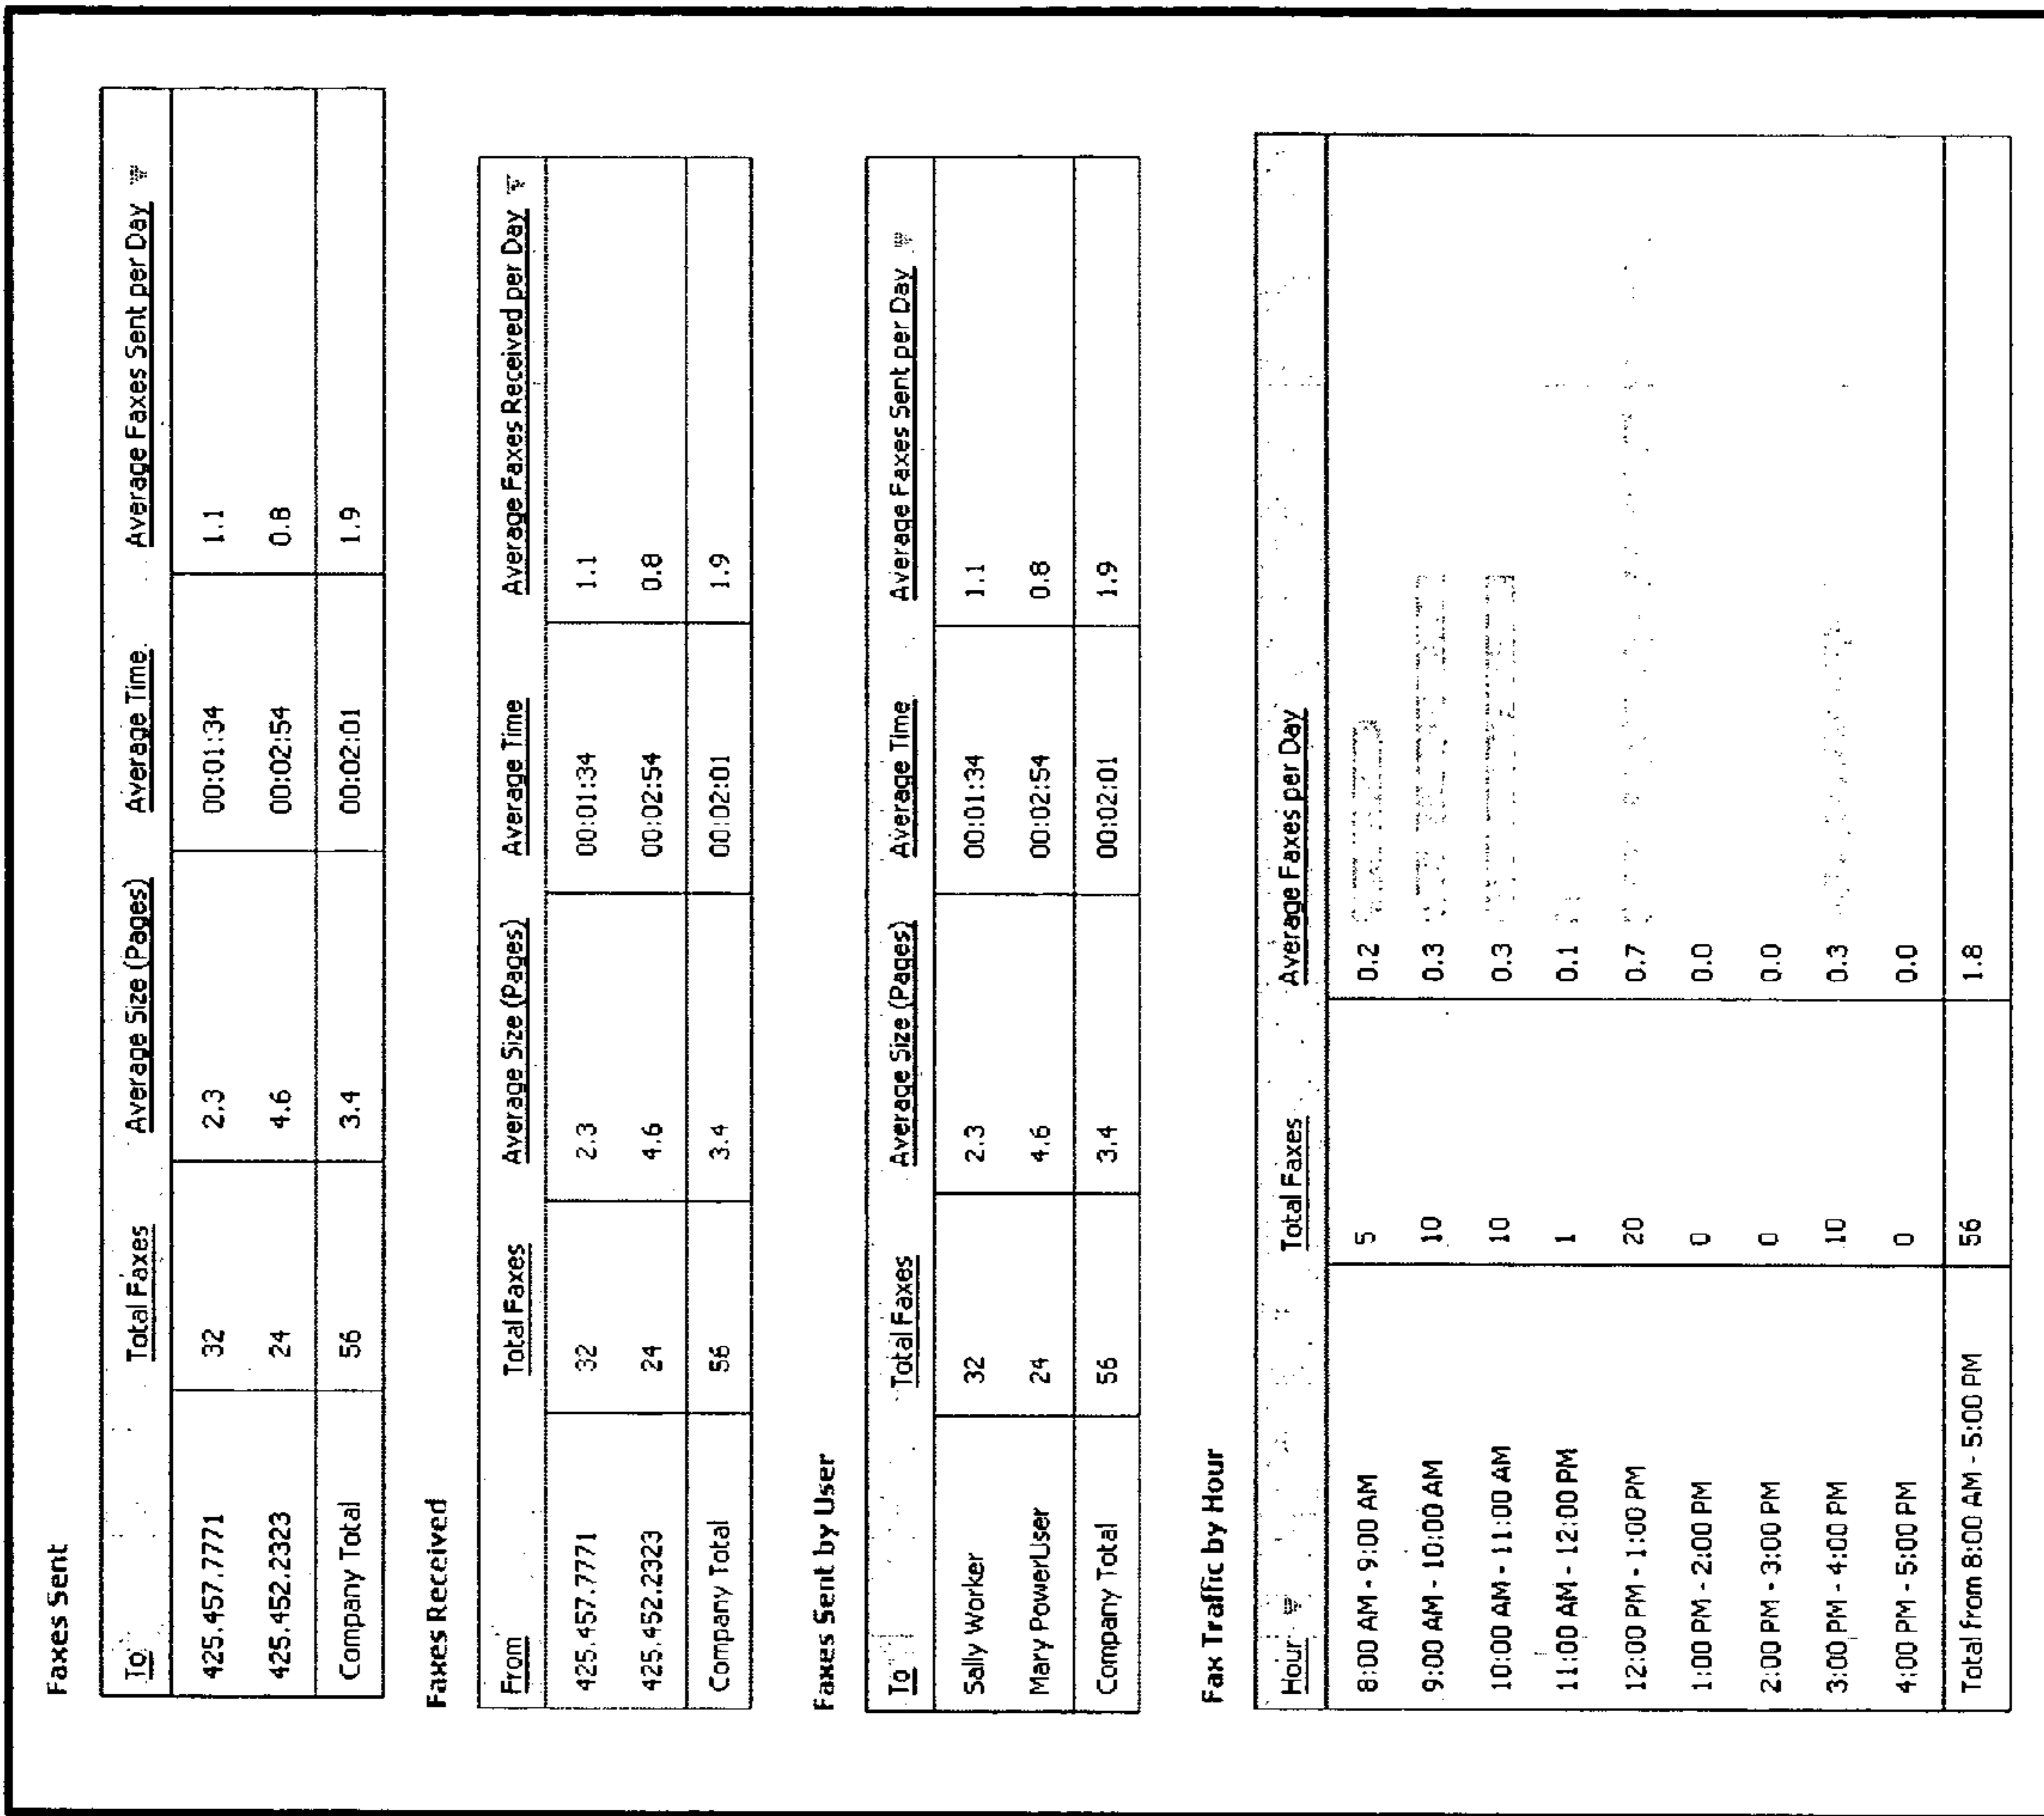 Faxes Sent
To Total Faxes Average Size (Pages) Average Time Average Faxes Sent per Day
425.457.7771 32 2.3 00:01:34 1.1
425.452.2323 24 4.6 00:02:54 0.8
Company Total 56 3.4 00:02:01 1.9
Faxes Received
From Total Faxes Average Size (Pages) Average Time Average Faxes Received per Day
425.457.7771 32 2.3 00:01:34 1.1
425.452.2323 24 4.6 00:02:54 0.8
Company Total 56 3.4 00:02:01 1.9
Faxes Sent by User
To Total Faxes Average Size (Pages) Average Time Average Faxes Sent per Day
Sally Worker 32 2.3 00:01:34 1.1
Mary PowerUser 24 4.6 00:02:54 0.8
Company Total 56 3.4 00:02:01 1.9
Fax Traffic by Hour
Hour Total Faxes Average Faxes per Day
8:00 AM - 9:00 AM 5 0.2
9:00 AM - 10:00 AM 10 0.3
10:00 AM - 11:00 AM 10 0.3
11:00 AM - 12:00 PM 1 0.1
12:00 PM - 1:00 PM 20 0.7
1:00 PM - 2:00 PM 0 0.0
2:00 PM - 3:00 PM 0 0.0
3:00 PM - 4:00 PM 10 0.3
4:00 PM - 5:00 PM 0 0.0
Total from 8:00 AM - 5:00 PM 56 1.8